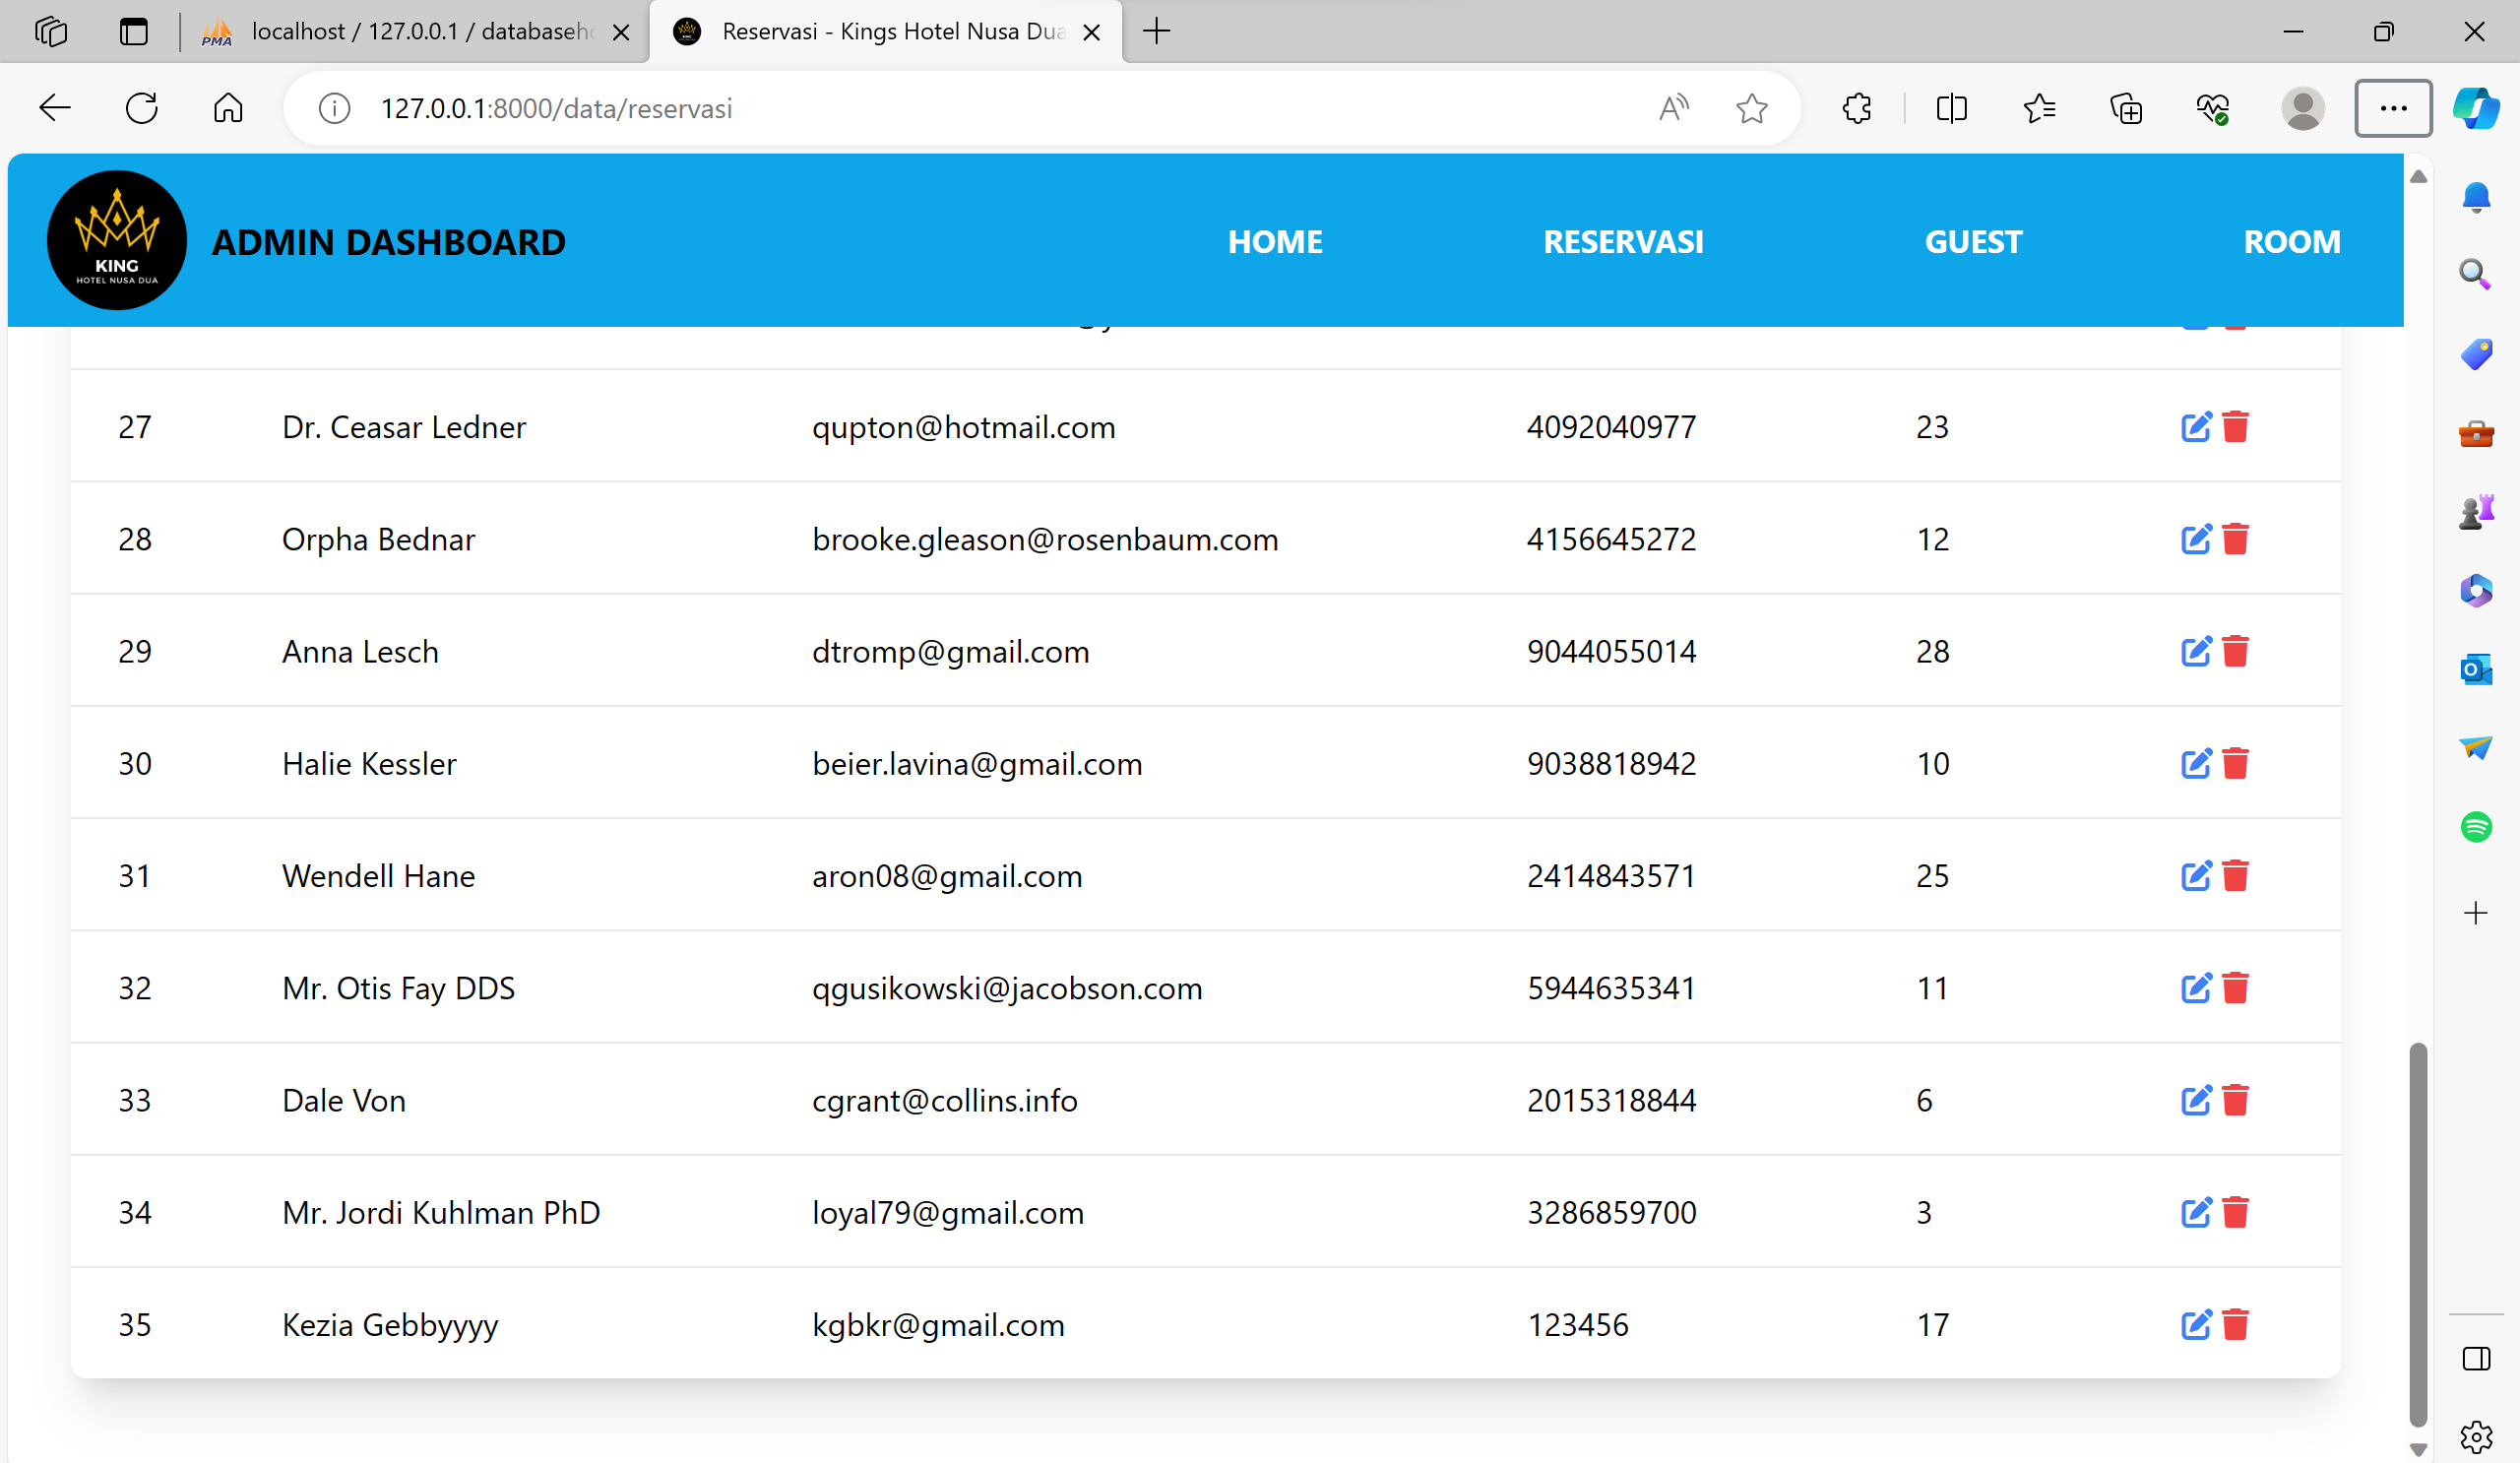 localhost / 127.0.0.1 / databaseh
Reservasi - Kings Hotel Nusa Dua
127.0.0.1:8000/data/reservasi
KING
HOTEL NUSA DUA
ADMIN DASHBOARD HOME RESERVASI GUEST ROOM
27 Dr. Ceasar Ledner qupton@hotmail.com 4092040977 23
28 Orpha Bednar brooke.gleason@rosenbaum.com 4156645272 12
29 Anna Lesch dtromp@gmail.com 9044055014 28
30 Halie Kessler beier.lavina@gmail.com 9038818942 10
31 Wendell Hane aron08@gmail.com 2414843571 25
32 Mr. Otis Fay DDS qgusikowski@jacobson.com 5944635341 11
33 Dale Von cgrant@collins.info 2015318844 6
34 Mr. Jordi Kuhlman PhD loyal79@gmail.com 3286859700 3
35 Kezia Gebbyyyy kgbkr@gmail.com 123456 17